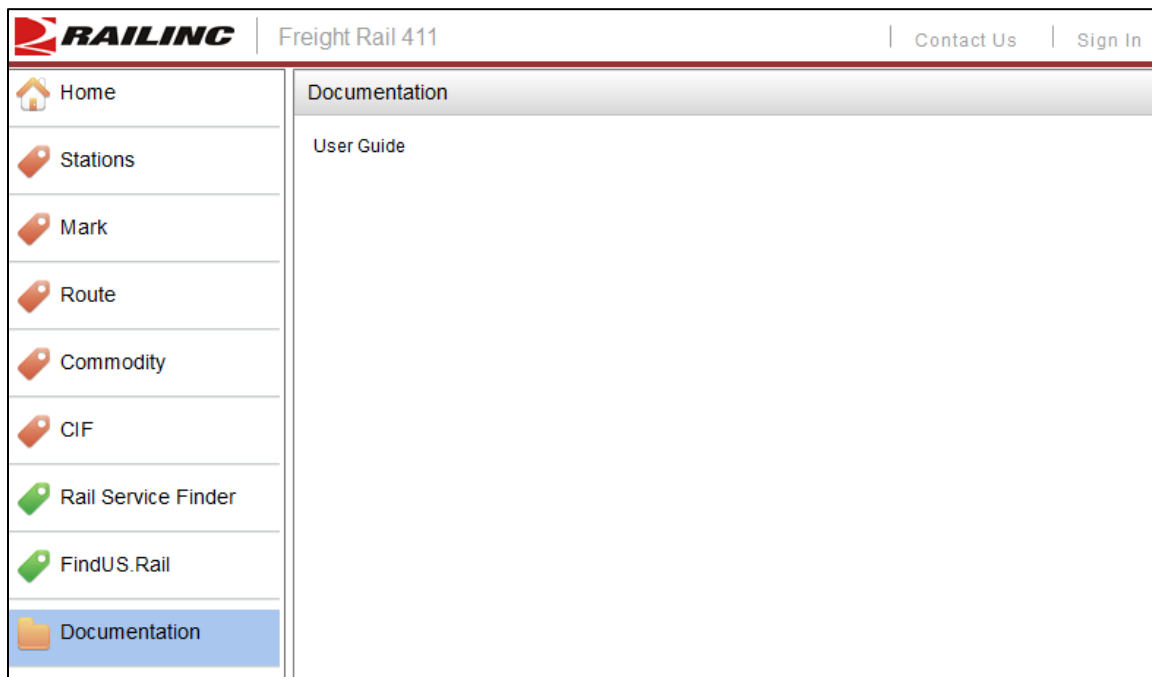 RAILINC Freight Rail 411 Contact Us Sign In
Home
Stations
Mark
Route
Commodity
CIF
Rail Service Finder
FindUS.Rail
Documentation
Documentation
User Guide